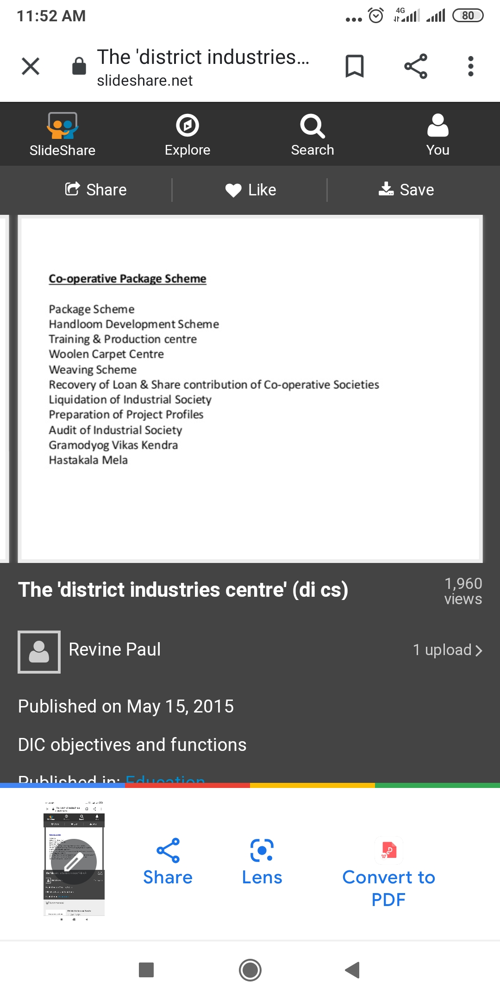 11:52 AM
4G
80
The 'district industries...
slideshare.net
SlideShare
Explore
Search
You
Share
Like
Save
Co-operative Package Scheme
Package Scheme
Handloom Development Scheme
Training & Production centre
Woolen Carpet Centre
Weaving Scheme
Recovery of Loan & Share contribution of Co-operative Societies
Liquidation of Industrial Society
Preparation of Project Profiles
Audit of Industrial Society
Gramodyog Vikas Kendra
Hastakala Mela
The 'district industries centre' (di cs)
1,960
views
Revine Paul
1 upload
Published on May 15, 2015
DIC objectives and functions
Published in: Education
Share
Lens
Convert to
PDF